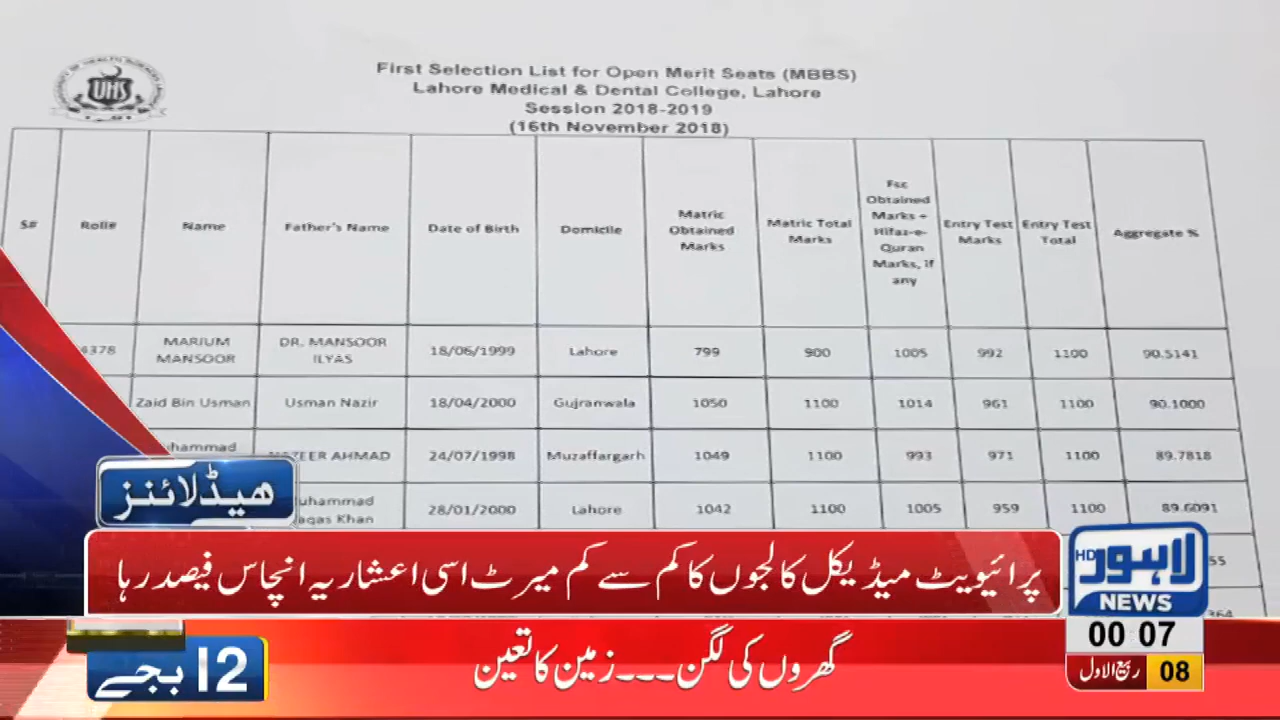 UHS
First Selection List for Open Merit Seats (MBBS)
Lahore Medical & Dental College, Lahore
Session 2018-2019
(16th November 2018)
S# Roll# Name Father's Name Date of Birth Domicile Matric Obtained Marks Matric Total Marks Fsc Obtained Marks + Hifaz-e-Quran Marks, if any Entry Test Marks Entry Test Total Aggregate %
4378 MARIUM MANSOOR DR. MANSOOR ILYAS 18/06/1999 Lahore 799 900 1005 992 1100 90.5141
Zaid Bin Usman Usman Nazir 18/04/2000 Gujranwala 1050 1100 1014 961 1100 90.1000
AHMAD 24/07/1998 Muzaffargarh 1049 1100 993 971 1100 89.7818
Khan 28/01/2000 Lahore 1042 1100 1005 959 1100 89.6091
55
364
ھیڈلائنز
پرائیویٹ میڈیکل کالجوں کا کم سے کم میرٹ اسی اعشاریہ انچاس فیصد رہا
لاہور HD
NEWS
00 07
08 ربیع الاول
12 بجے
گھروں کی لگن ۔۔۔ زمین کا تعین